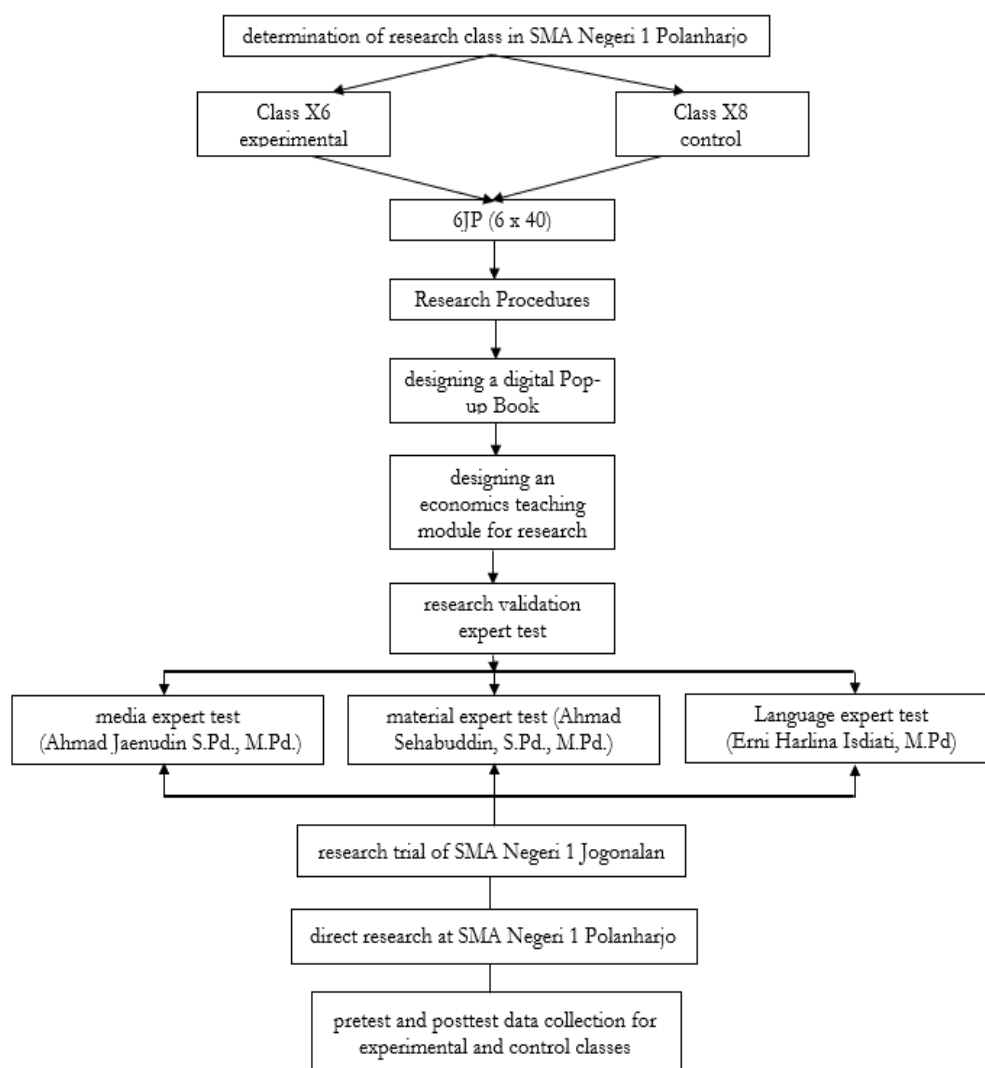 determination of research class in SMA Negeri 1 Polanharjo
Class X6
experimental
Class X8
control
6JP (6 x 40)
Research Procedures
designing a digital Pop-
up Book
designing an
economics teaching
module for research
research validation
expert test
media expert test
(Ahmad Jaenudin S.Pd., M.Pd.)
material expert test (Ahmad
Sehabuddin, S.Pd., M.Pd.)
Language expert test
(Erni Harlina Isdiati, M.Pd)
research trial of SMA Negeri 1 Jogonalan
direct research at SMA Negeri 1 Polanharjo
pretest and posttest data collection for
experimental and control classes